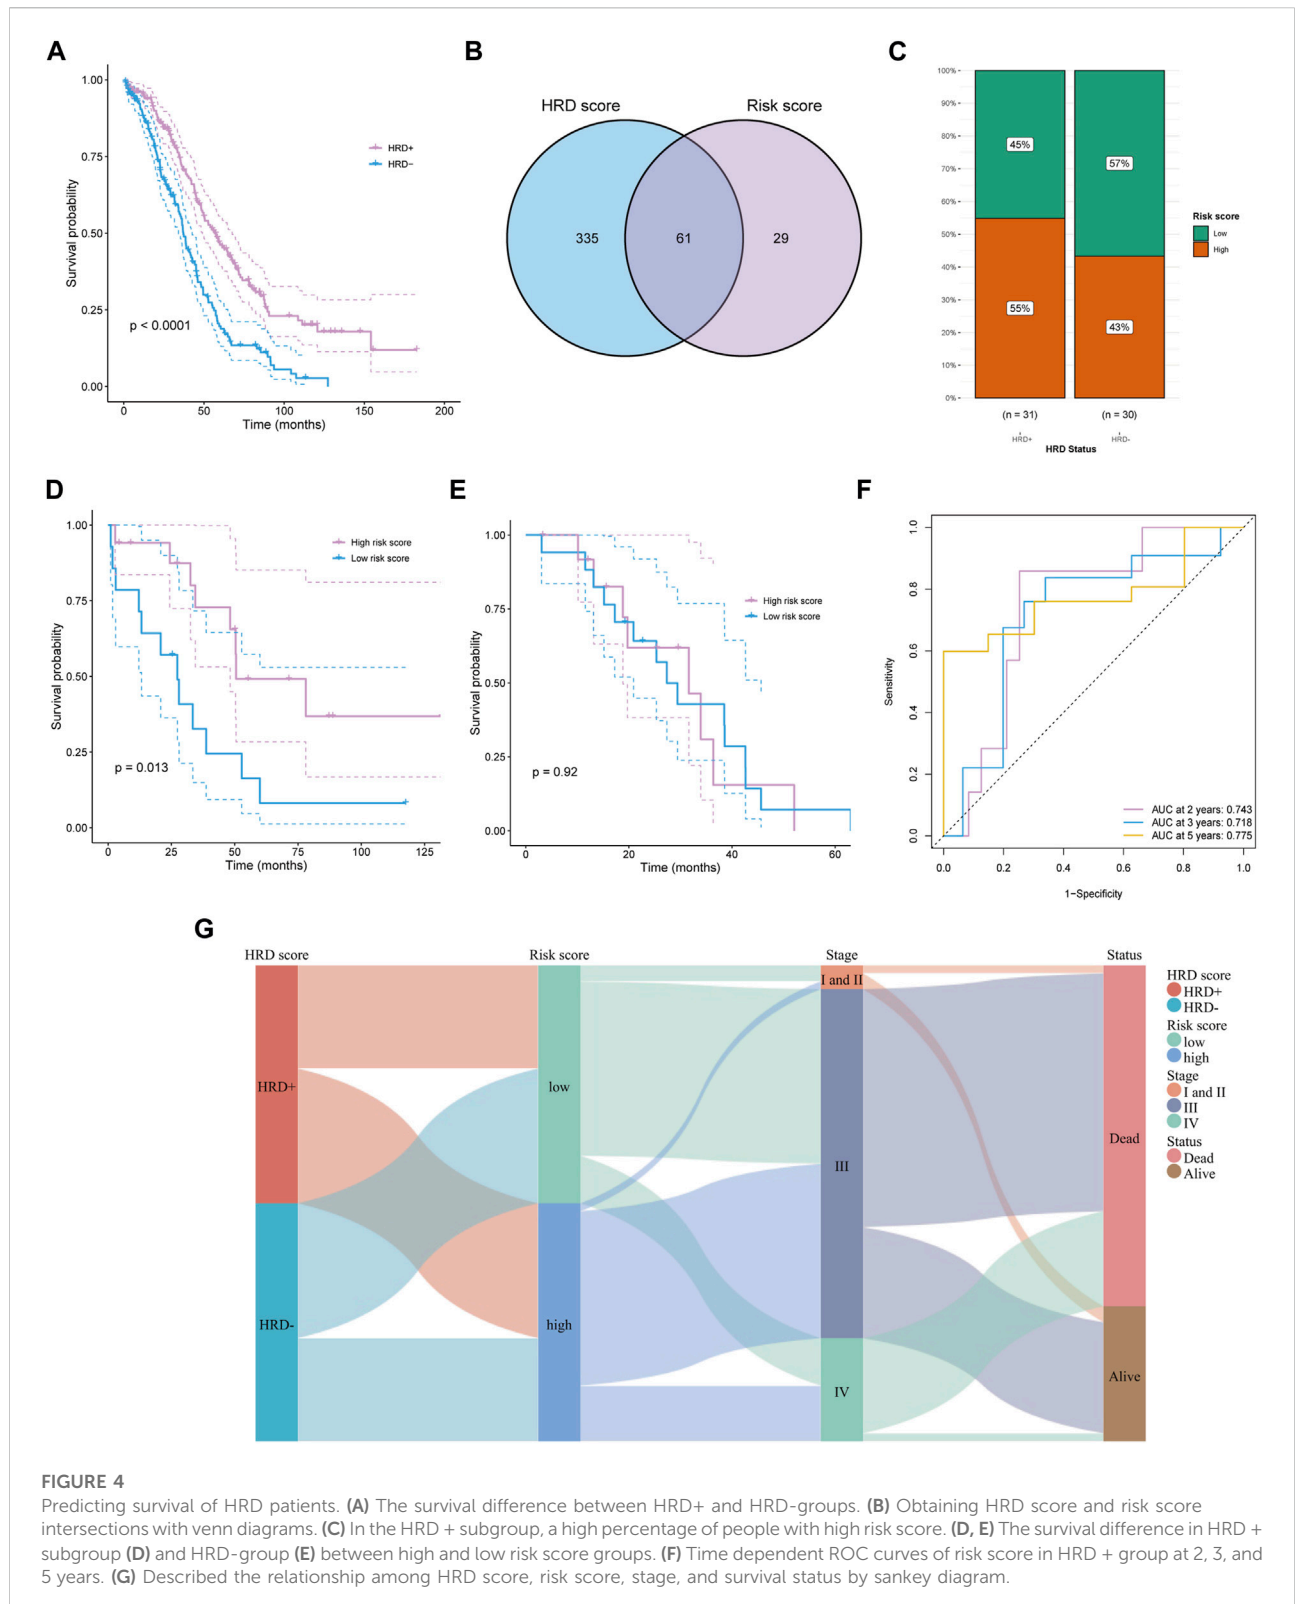 A
1.00
0.75
0.50
0.25
0.00
Survival probability
HRD+
HRD−
p < 0.0001
0 50 100 150 200
Time (months)
B
HRD score Risk score
335 61 29
C
100%
90%
80%
70%
60%
50%
40%
30%
20%
10%
0%
45% 57%
55% 43%
(n = 31) (n = 30)
HRD+ HRD-
HRD Status
Risk score
Low
High
D
1.00
0.75
0.50
0.25
0.00
Survival probability
High risk score
Low risk score
p = 0.013
0 25 50 75 100 125
Time (months)
E
1.00
0.75
0.50
0.25
0.00
Survival probability
High risk score
Low risk score
p = 0.92
0 20 40 60
Time (months)
F
1.0
0.8
0.6
0.4
0.2
0.0
Sensitivity
AUC at 2 years: 0.743
AUC at 3 years: 0.718
AUC at 5 years: 0.775
0.0 0.2 0.4 0.6 0.8 1.0
1−Specificity
G
HRD score Risk score Stage Status
HRD+
HRD-
low
high
I and II
III
IV
Dead
Alive
HRD score
HRD+
HRD-
Risk score
low
high
Stage
I and II
III
IV
Status
Dead
Alive
FIGURE 4
Predicting survival of HRD patients. (A) The survival difference between HRD+ and HRD-groups. (B) Obtaining HRD score and risk score
intersections with venn diagrams. (C) In the HRD + subgroup, a high percentage of people with high risk score. (D, E) The survival difference in HRD +
subgroup (D) and HRD-group (E) between high and low risk score groups. (F) Time dependent ROC curves of risk score in HRD + group at 2, 3, and
5 years. (G) Described the relationship among HRD score, risk score, stage, and survival status by sankey diagram.